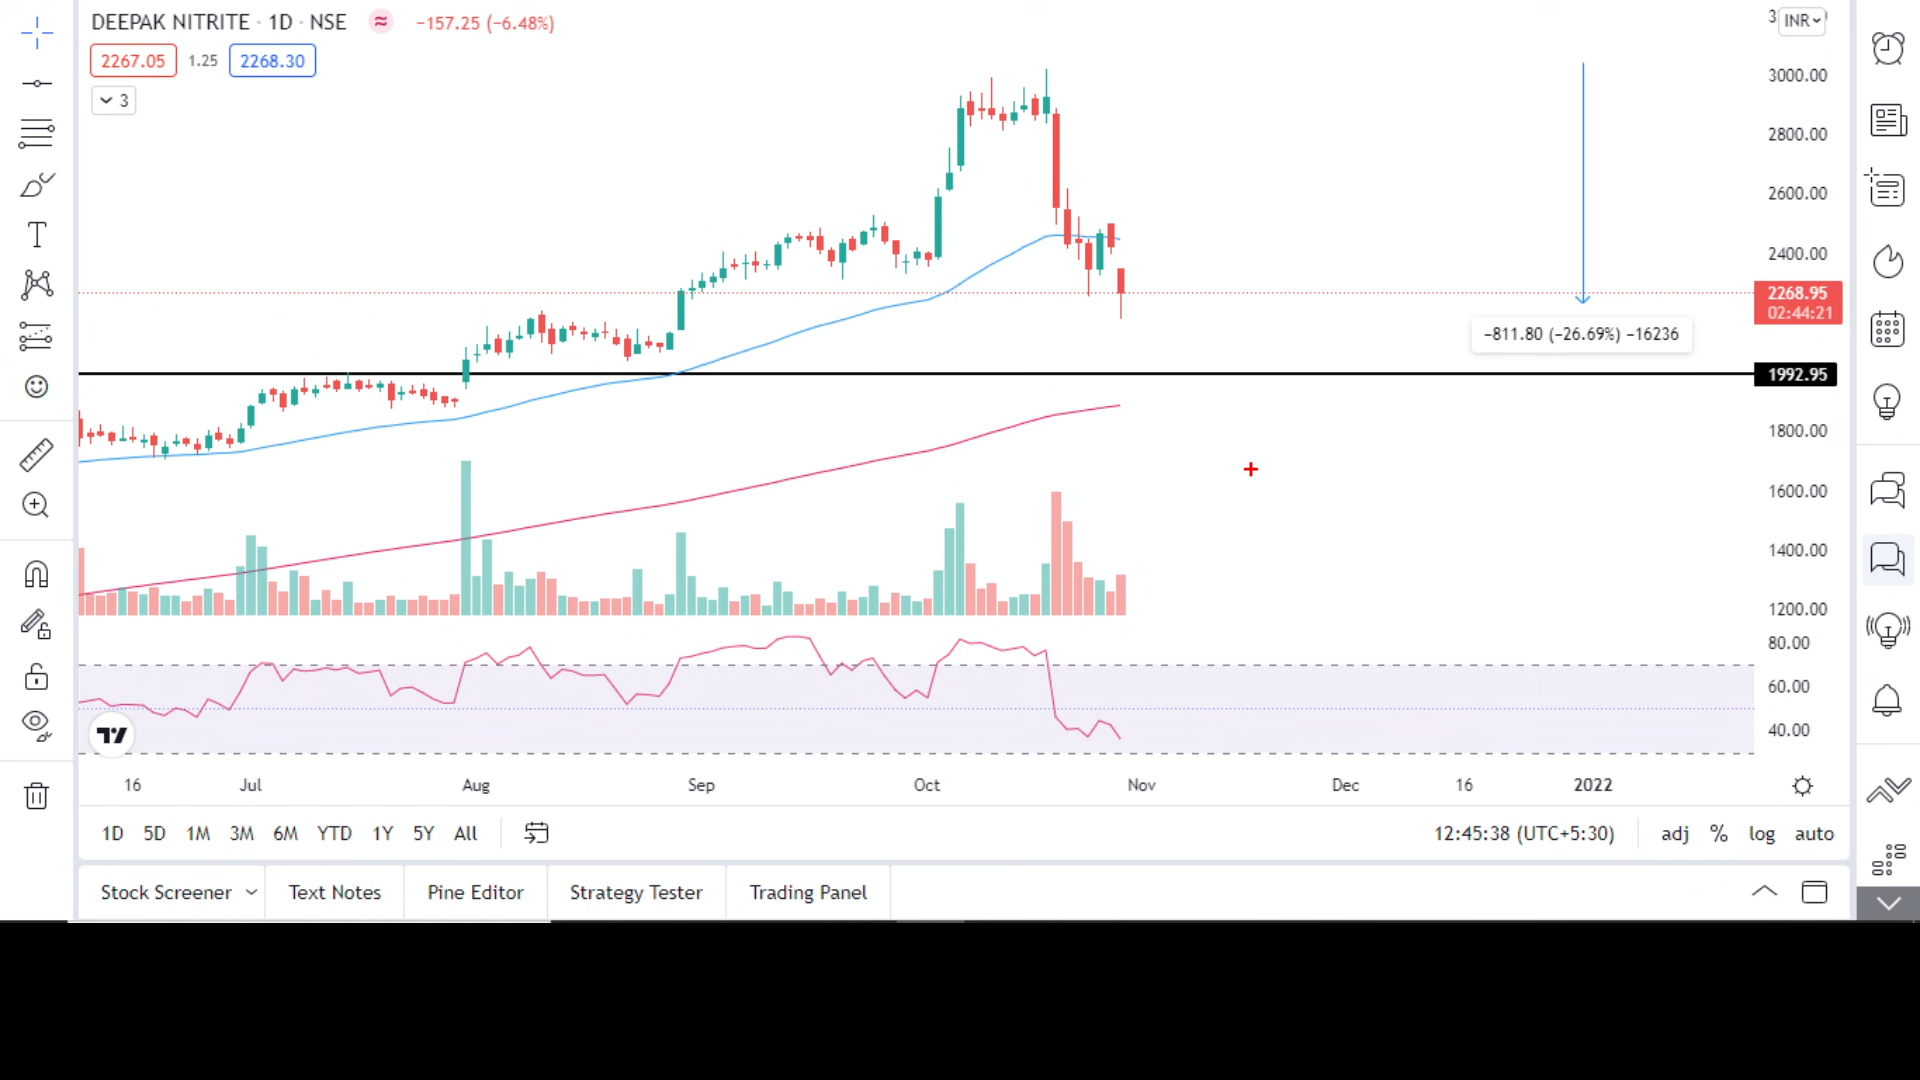 DEEPAK NITRITE · 1D · NSE ≈ −157.25 (−6.48%)
2267.05 1.25 2268.30
3
INR
3000.00
2800.00
2600.00
2400.00
2268.95
02:44:21
−811.80 (−26.69%) −16236
1992.95
1800.00
1600.00
1400.00
1200.00
80.00
60.00
40.00
16 Jul Aug Sep Oct Nov Dec 16 2022
1D 5D 1M 3M 6M YTD 1Y 5Y All 12:45:38 (UTC+5:30) adj % log auto
Stock Screener Text Notes Pine Editor Strategy Tester Trading Panel